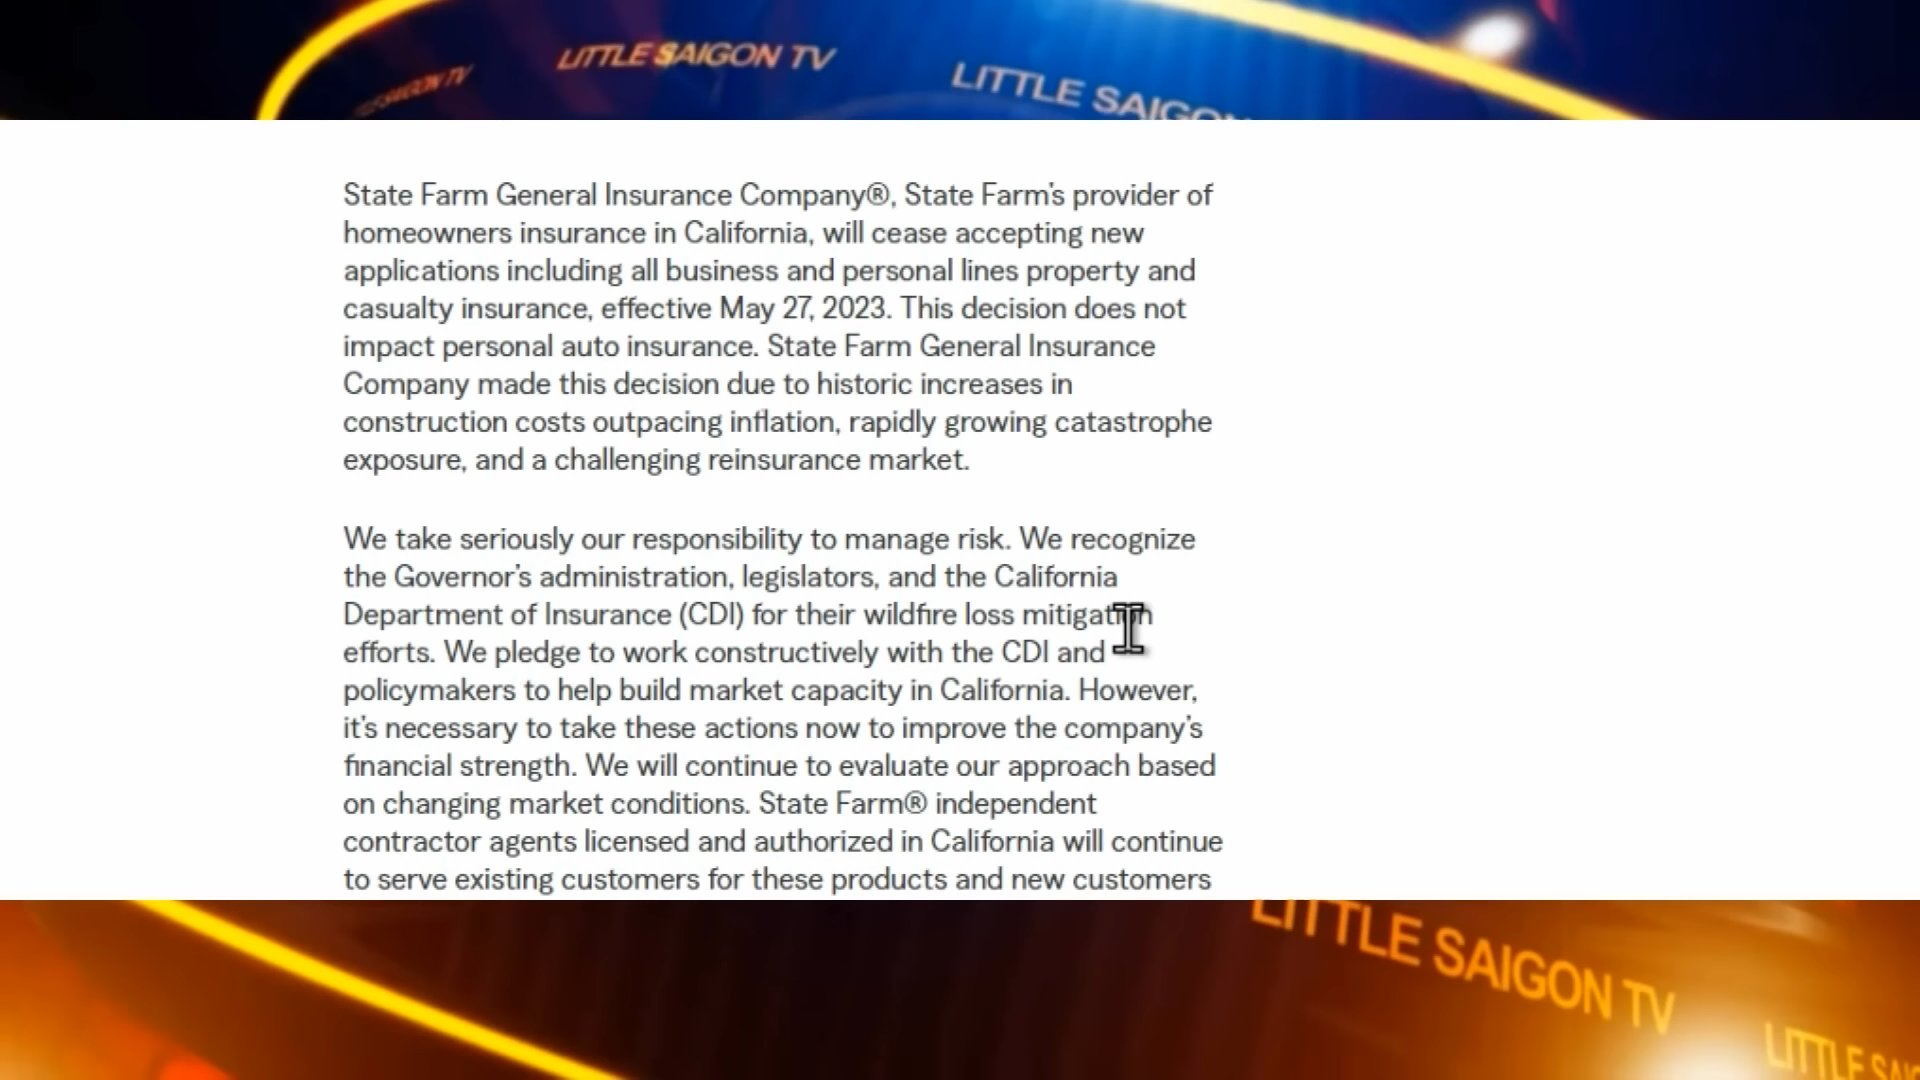 SAIGON TV
LITTLE SAIGON TV
LITTLE SAIGON
State Farm General Insurance Company®, State Farm’s provider of
homeowners insurance in California, will cease accepting new
applications including all business and personal lines property and
casualty insurance, effective May 27, 2023. This decision does not
impact personal auto insurance. State Farm General Insurance
Company made this decision due to historic increases in
construction costs outpacing inflation, rapidly growing catastrophe
exposure, and a challenging reinsurance market.
We take seriously our responsibility to manage risk. We recognize
the Governor’s administration, legislators, and the California
Department of Insurance (CDI) for their wildfire loss mitigation
efforts. We pledge to work constructively with the CDI and
policymakers to help build market capacity in California. However,
it’s necessary to take these actions now to improve the company’s
financial strength. We will continue to evaluate our approach based
on changing market conditions. State Farm® independent
contractor agents licensed and authorized in California will continue
to serve existing customers for these products and new customers
LITTLE SAIGON TV
LITTLE